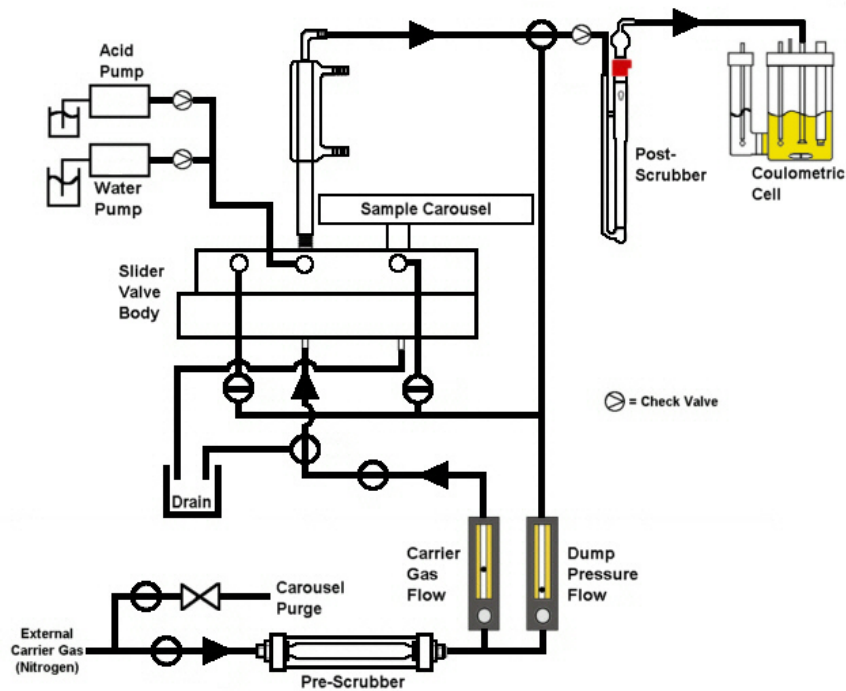 Acid
Pump
Water
Pump
Sample Carousel
Post-
Scrubber
Coulometric
Cell
Slider
Valve
Body
= Check Valve
Drain
Carrier
Gas
Flow
Dump
Pressure
Flow
Carousel
Purge
External
Carrier Gas
(Nitrogen)
Pre-Scrubber